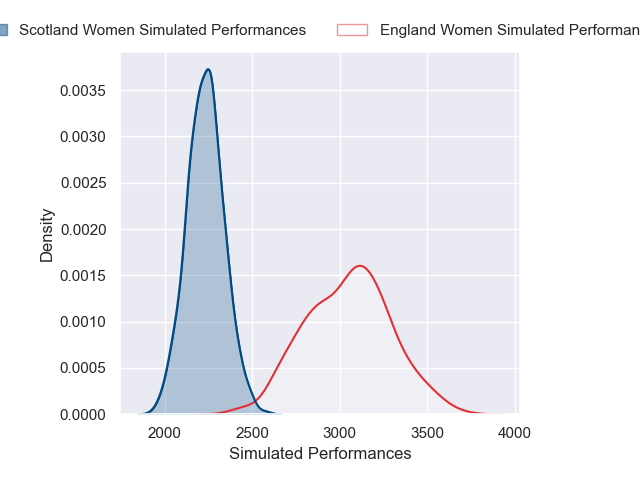 Scotland Women Simulated Performances
England Women Simulated
0.0035
0.0030
0.0025
0.0020
0.0015
0.0010
0.0005
0.0000
Density
2000 2500 3000 3500 4000
Simulated Performances